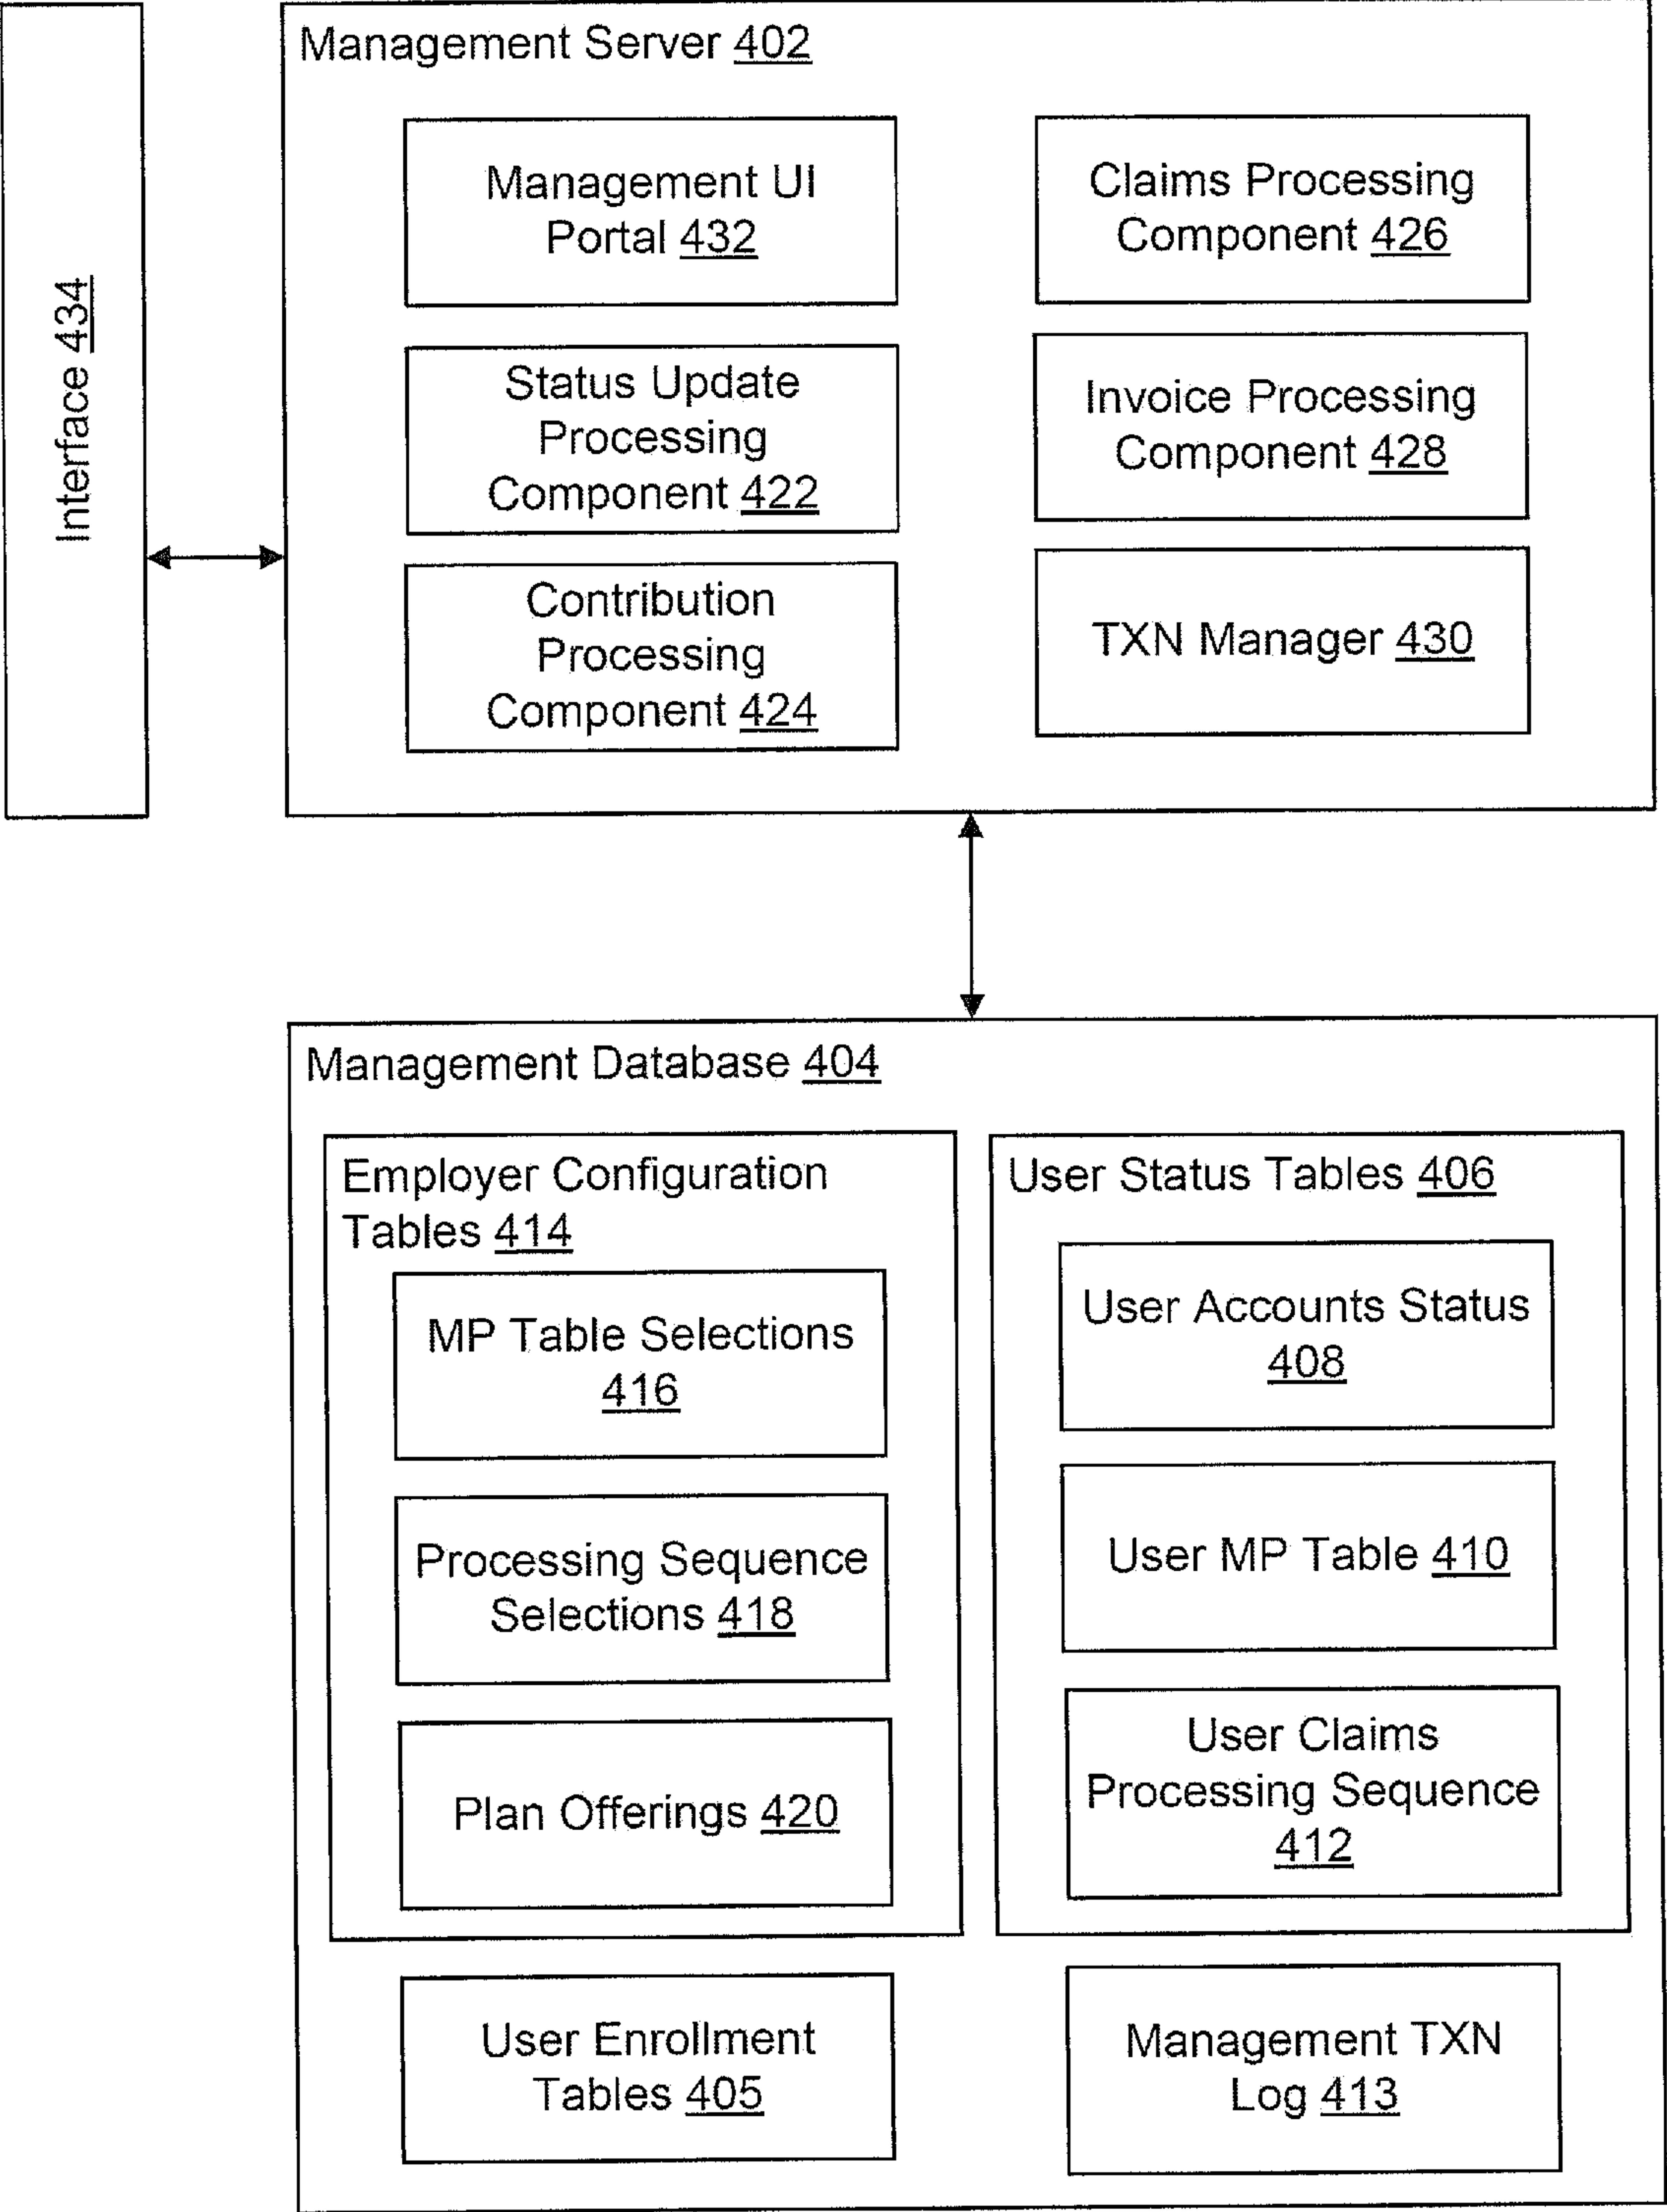 Interface 434
Management Server 402
Management UI
Portal 432
Status Update
Processing
Component 422
Contribution
Processing
Component 424
Claims Processing
Component 426
Invoice Processing
Component 428
TXN Manager 430
Management Database 404
Employer Configuration
Tables 414
MP Table Selections
416
Processing Sequence
Selections 418
Plan Offerings 420
User Status Tables 406
User Accounts Status
408
User MP Table 410
User Claims
Processing Sequence
412
User Enrollment
Tables 405
Management TXN
Log 413